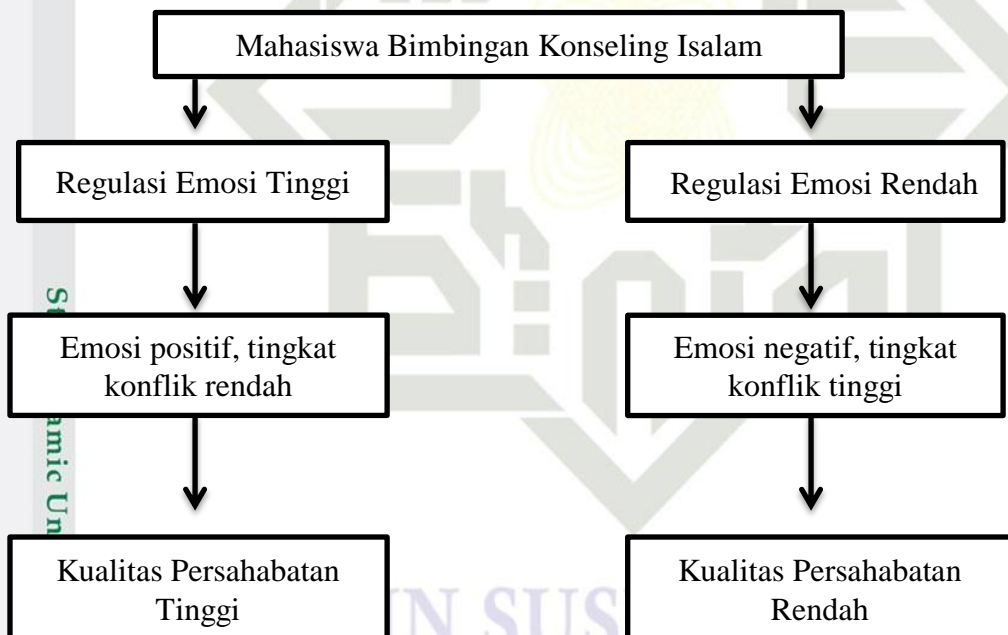 Mahasiswa Bimbingan Konseling Isalam
Regulasi Emosi Tinggi
Regulasi Emosi Rendah
Emosi positif, tingkat
konflik rendah
Emosi negatif, tingkat
konflik tinggi
Kualitas Persahabatan
Tinggi
Kualitas Persahabatan
Rendah